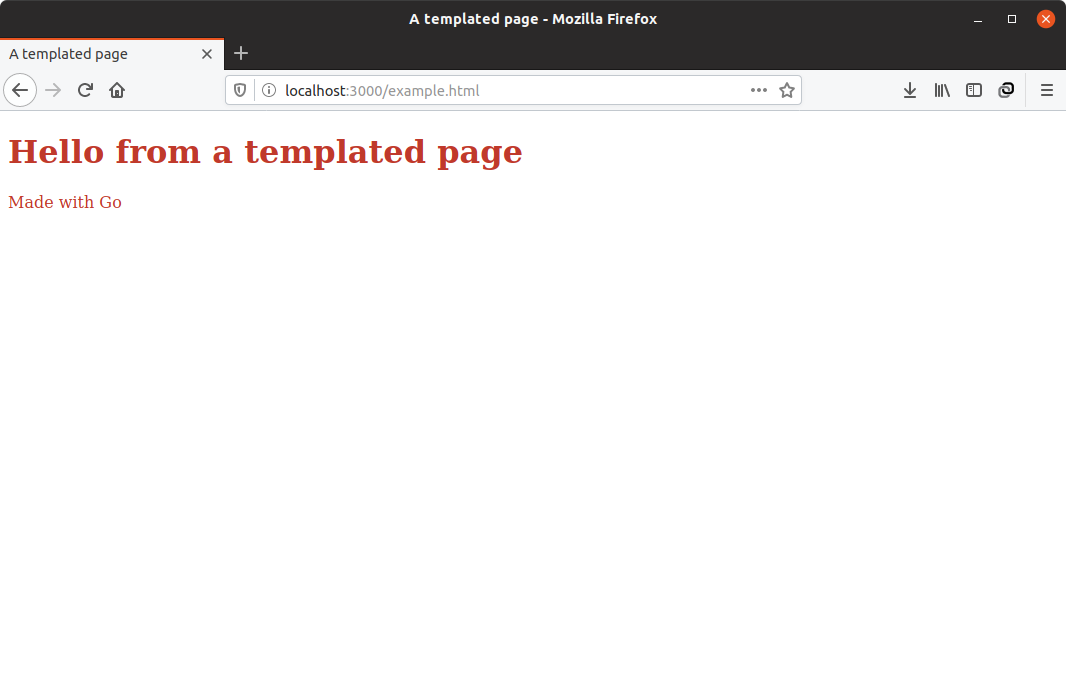 A templated page - Mozilla Firefox
A templated page
localhost:3000/example.html
Hello from a templated page
Made with Go